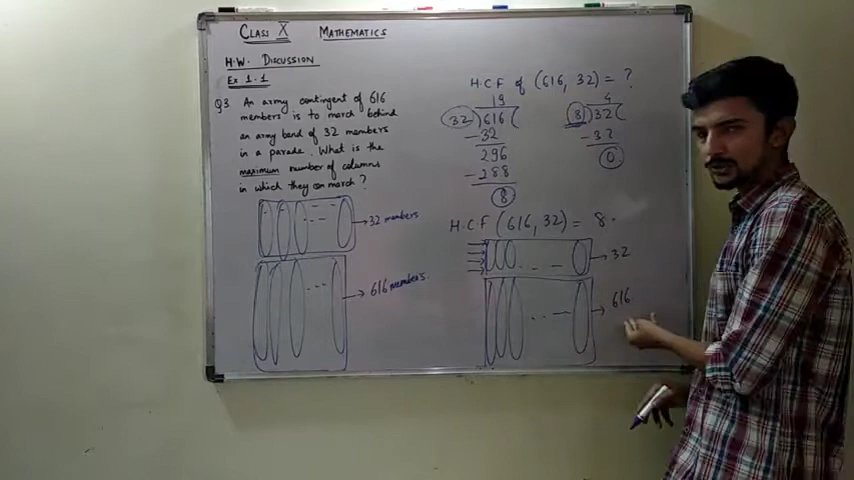 CLASS X MATHEMATICS
H.W. DISCUSSION
EX 1.1
Q3 An army contingent of 616
members is to march behind
an army band of 32 members
in a parade. What is the
maximum number of columns
in which they can march?
32 members
616 members
H.C.F of (616, 32) = ?
19
32)616(
-32
296
-288
8
4
8)32(
-32
0
H.C.F (616, 32) = 8.
32
616